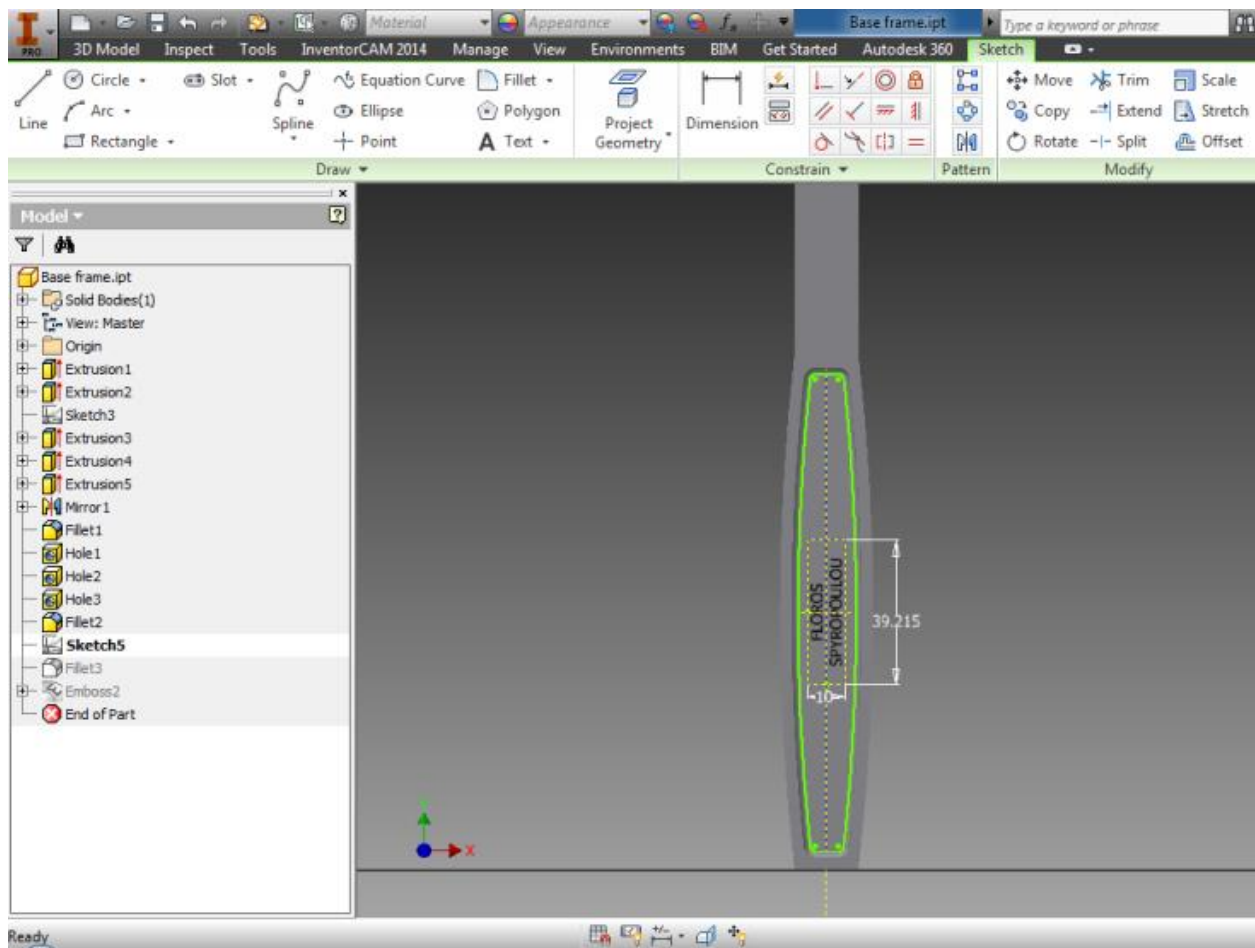 PRO
Material
Appearance
Base frame.ipt
Type a keyword or phrase
3D Model Inspect Tools InventorCAM 2014 Manage View Environments BIM Get Started Autodesk 360 Sketch
Line
Circle
Arc
Rectangle
Slot
Spline
Equation Curve
Ellipse
Point
Fillet
Polygon
A Text
Project
Geometry
Dimension
Move
Copy
Rotate
Trim
Extend
Split
Scale
Stretch
Offset
Draw
Constrain
Pattern
Modify
Model
Base frame.ipt
Solid Bodies(1)
View: Master
Origin
Extrusion1
Extrusion2
Sketch3
Extrusion3
Extrusion4
Extrusion5
Mirror1
Fillet1
Hole1
Hole2
Hole3
Fillet2
Sketch5
Fillet3
Emboss2
End of Part
FLOROS
SPYROPOULOU
39.215
10
X
Ready